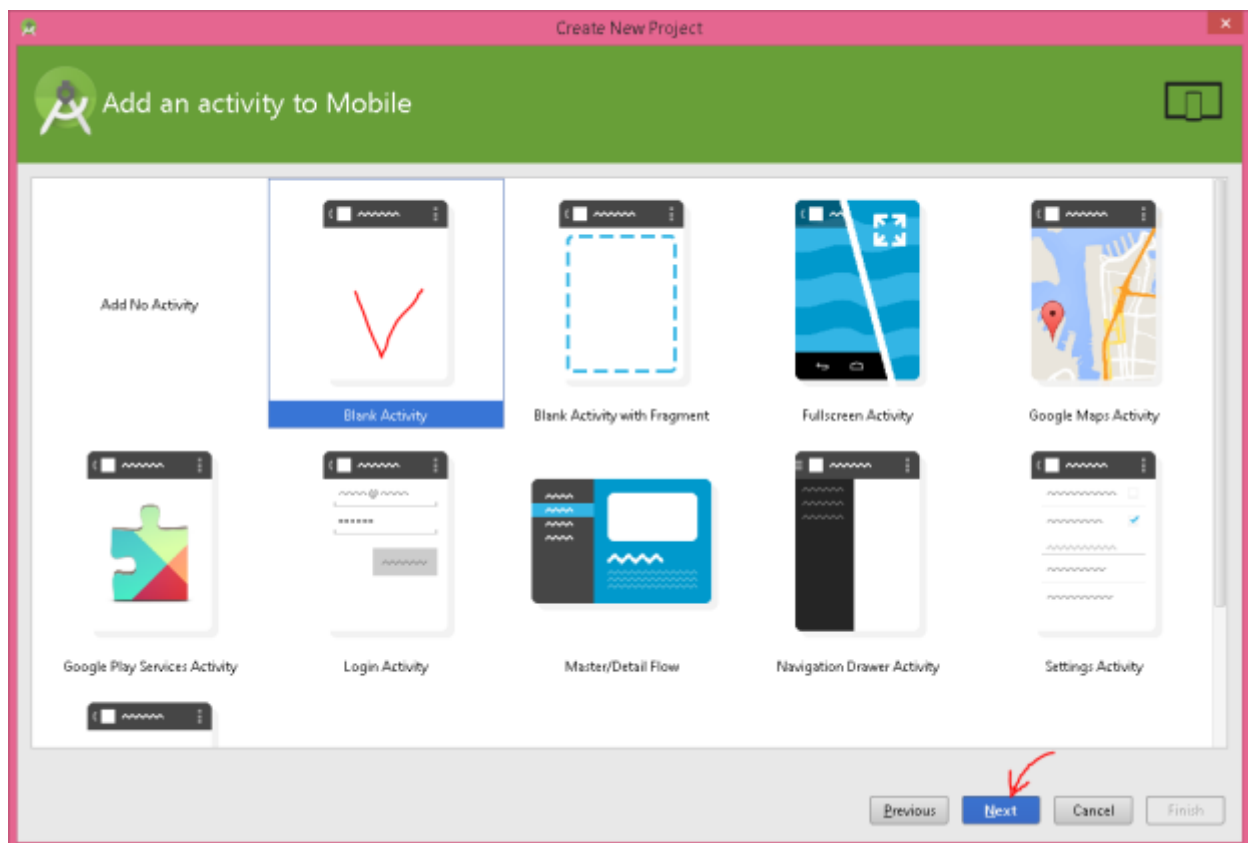 Create New Project
Add an activity to Mobile
Add No Activity
Blank Activity
Blank Activity with Fragment
Fullscreen Activity
Google Maps Activity
Google Play Services Activity
Login Activity
Master/Detail Flow
Navigation Drawer Activity
Settings Activity
Previous
Next
Cancel
Finish